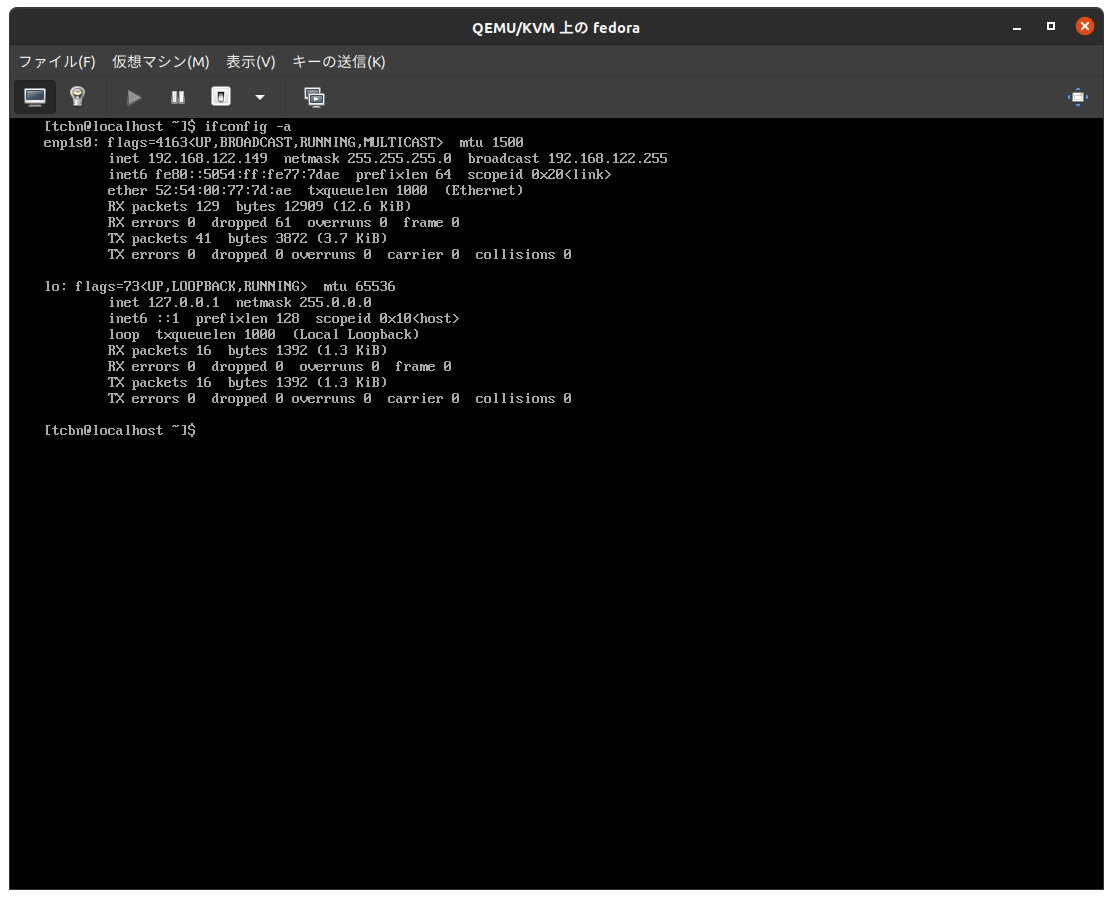 QEMU/KVM 上の fedora
ファイル(F) 仮想マシン(M) 表示(V) キーの送信(K)
[tcbn@localhost ~]$ ifconfig -a
enp1s0: flags=4163<UP,BROADCAST,RUNNING,MULTICAST>  mtu 1500
        inet 192.168.122.149  netmask 255.255.255.0  broadcast 192.168.122.255
        inet6 fe80::5054:ff:fe77:7dae  prefixlen 64  scopeid 0x20<link>
        ether 52:54:00:77:7d:ae  txqueuelen 1000  (Ethernet)
        RX packets 129  bytes 12909 (12.6 KiB)
        RX errors 0  dropped 61  overruns 0  frame 0
        TX packets 41  bytes 3872 (3.7 KiB)
        TX errors 0  dropped 0 overruns 0  carrier 0  collisions 0
lo: flags=73<UP,LOOPBACK,RUNNING>  mtu 65536
        inet 127.0.0.1  netmask 255.0.0.0
        inet6 ::1  prefixlen 128  scopeid 0x10<host>
        loop  txqueuelen 1000  (Local Loopback)
        RX packets 16  bytes 1392 (1.3 KiB)
        RX errors 0  dropped 0  overruns 0  frame 0
        TX packets 16  bytes 1392 (1.3 KiB)
        TX errors 0  dropped 0 overruns 0  carrier 0  collisions 0
[tcbn@localhost ~]$